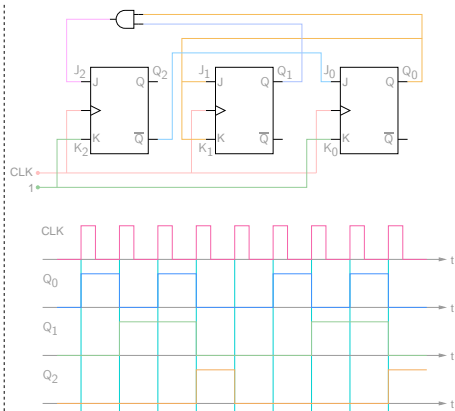 J2 Q2 J1 Q1 J0 Q0
J Q J Q J Q
K Q̅ K Q̅ K Q̅
K2 K1 K0
CLK
1
CLK
t
Q0
t
Q1
t
Q2
t